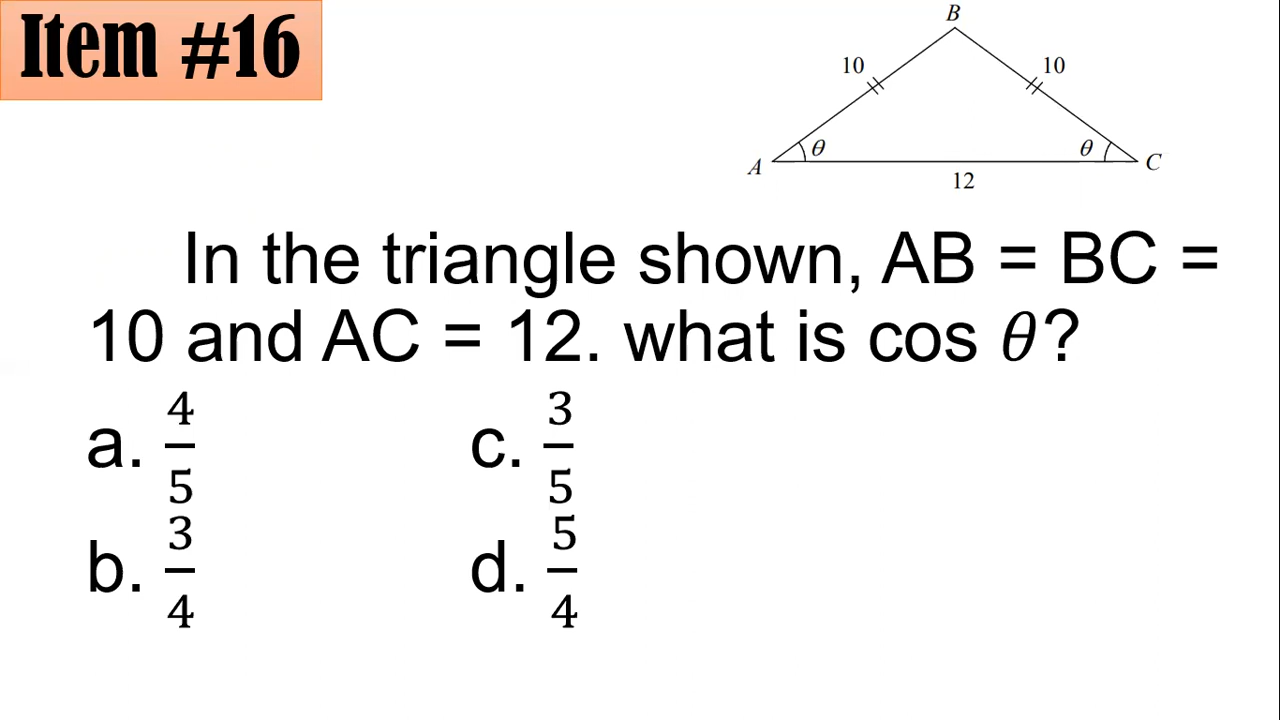 Item #16
B
10
10
θ
θ
A
C
12
In the triangle shown, AB = BC =
10 and AC = 12. what is cos θ?
a. 4/5
c. 3/5
b. 3/4
d. 5/4